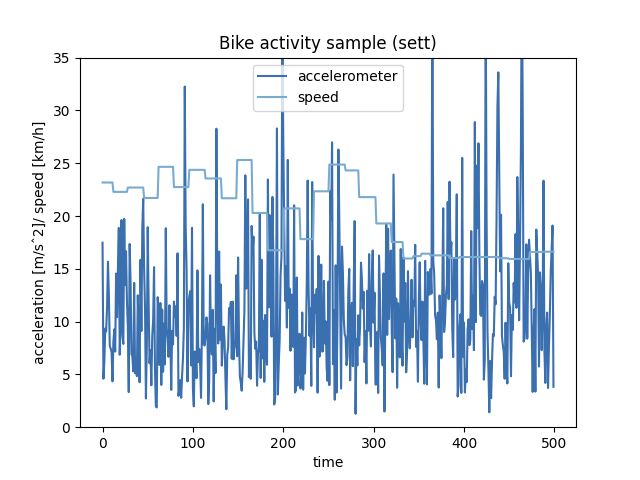 Bike activity sample (sett)
accelerometer
speed
acceleration [m/s^2]/ speed [km/h]
35
30
25
20
15
10
5
0
0 100 200 300 400 500
time